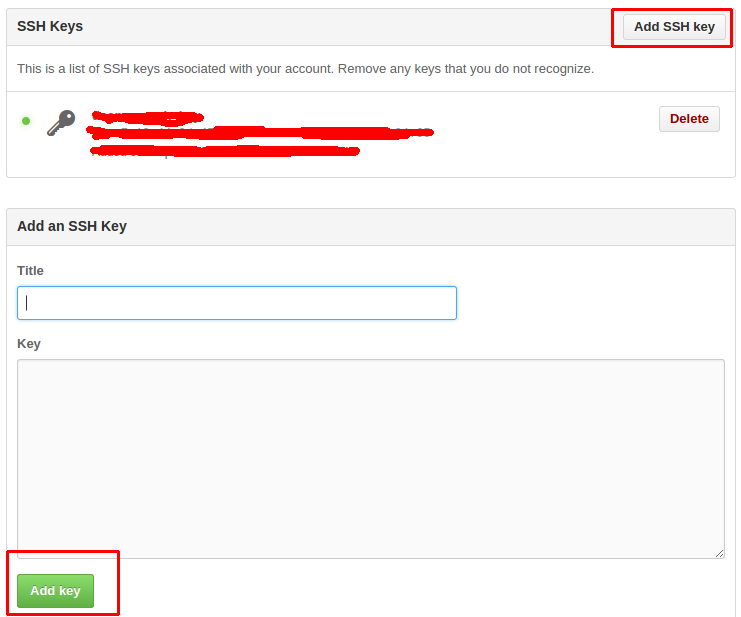 SSH Keys
Add SSH key
This is a list of SSH keys associated with your account. Remove any keys that you do not recognize.
Delete
Add an SSH Key
Title
Key
Add key